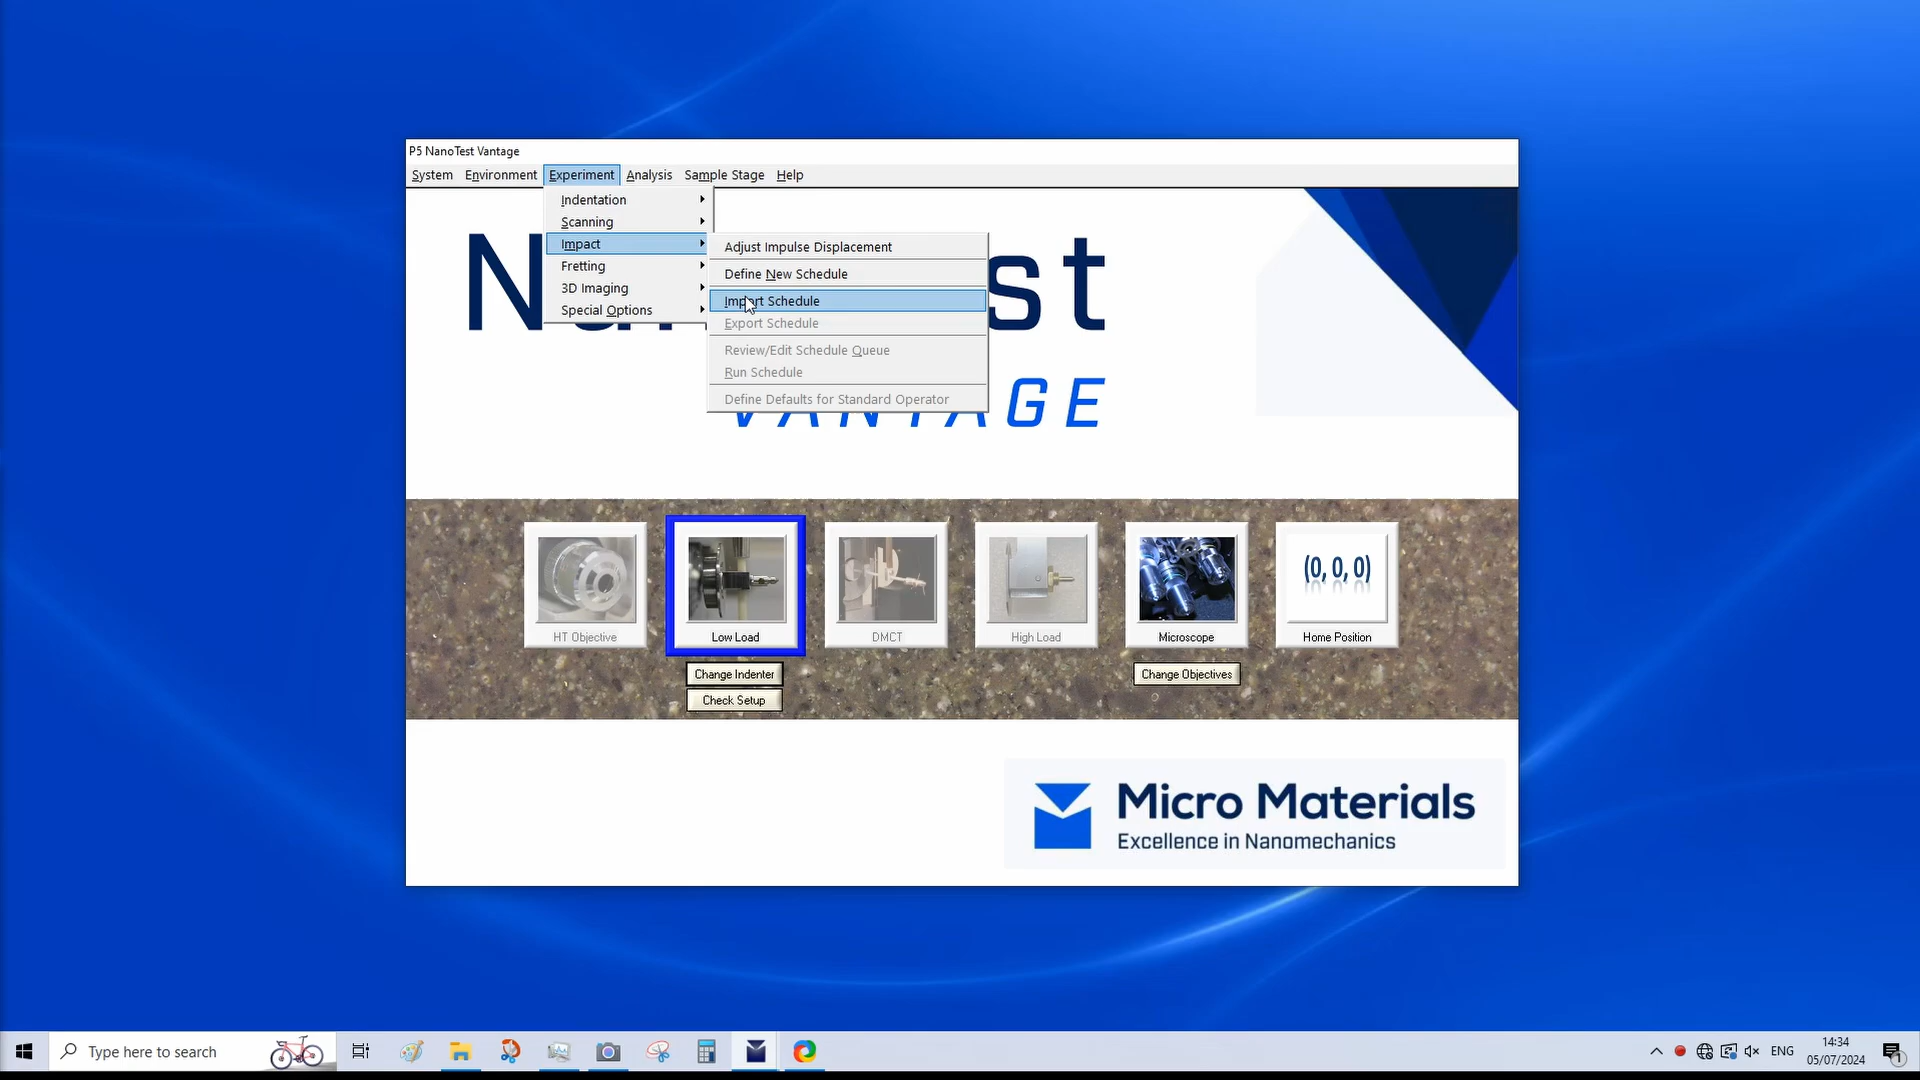 P5 NanoTest Vantage
System Environment Experiment Analysis Sample Stage Help
Indentation
Scanning
Impact
Fretting
3D Imaging
Special Options
Adjust Impulse Displacement
Define New Schedule
Import Schedule
Export Schedule
Review/Edit Schedule Queue
Run Schedule
Define Defaults for Standard Operator
HT Objective
Low Load
DMCT
High Load
Microscope
(0, 0, 0)
Home Position
Change Indenter
Check Setup
Change Objectives
Micro Materials
Excellence in Nanomechanics
Type here to search
ENG
14:34
05/07/2024
1